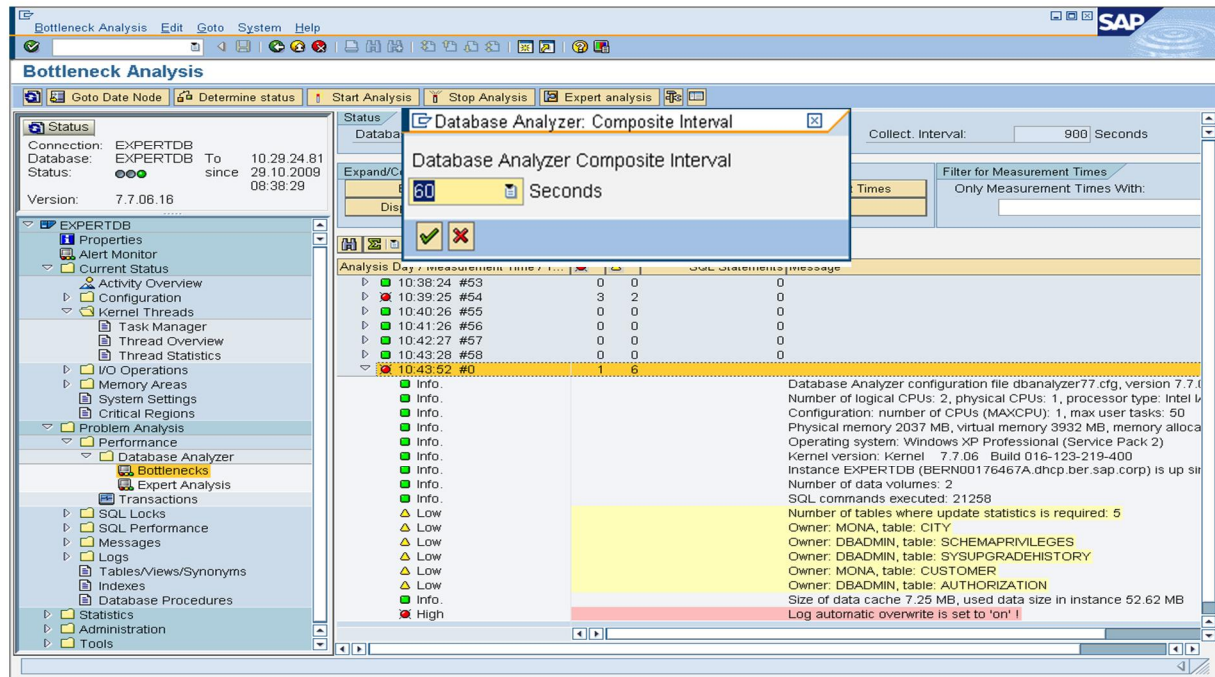 Bottleneck Analysis Edit Goto System Help
SAP
Bottleneck Analysis
Goto Date Node Determine status Start Analysis Stop Analysis Expert analysis
Status
Connection: EXPERTDB
Database: EXPERTDB To 10.29.24.81
Status: since 29.10.2009
08:38:29
Version: 7.7.06.16
EXPERTDB
Properties
Alert Monitor
Current Status
Activity Overview
Configuration
Kernel Threads
Task Manager
Thread Overview
Thread Statistics
I/O Operations
Memory Areas
System Settings
Critical Regions
Problem Analysis
Performance
Database Analyzer
Bottlenecks
Expert Analysis
Transactions
SQL Locks
SQL Performance
Messages
Logs
Tables/Views/Synonyms
Indexes
Database Procedures
Statistics
Administration
Tools
Status
Databa
Collect. Interval: 900 Seconds
Expand/Co
Disp
Times
Filter for Measurement Times
Only Measurement Times With:
Database Analyzer: Composite Interval
Database Analyzer Composite Interval
60 Seconds
Analysis Day / Measurement Time / T... SQL Statements Message
10:38:24 #53 0 0 0
10:39:25 #54 3 2 0
10:40:26 #55 0 0 0
10:41:26 #56 0 0 0
10:42:27 #57 0 0 0
10:43:28 #58 0 0 0
10:43:52 #0 1 6
Info. Database Analyzer configuration file dbanalyzer77.cfg, version 7.7.
Info. Number of logical CPUs: 2, physical CPUs: 1, processor type: Intel
Info. Configuration: number of CPUs (MAXCPU): 1, max user tasks: 50
Info. Physical memory 2037 MB, virtual memory 3932 MB, memory alloca
Info. Operating system: Windows XP Professional (Service Pack 2)
Info. Kernel version: Kernel 7.7.06 Build 016-123-219-400
Info. Instance EXPERTDB (BERN00176467A.dhcp.ber.sap.corp) is up sin
Info. Number of data volumes: 2
Info. SQL commands executed: 21258
Low Number of tables where update statistics is required: 5
Low Owner: MONA, table: CITY
Low Owner: DBADMIN, table: SCHEMAPRIVILEGES
Low Owner: DBADMIN, table: SYSUPGRADEHISTORY
Low Owner: MONA, table: CUSTOMER
Low Owner: DBADMIN, table: AUTHORIZATION
Info. Size of data cache 7.25 MB, used data size in instance 52.62 MB
High Log automatic overwrite is set to 'on' !